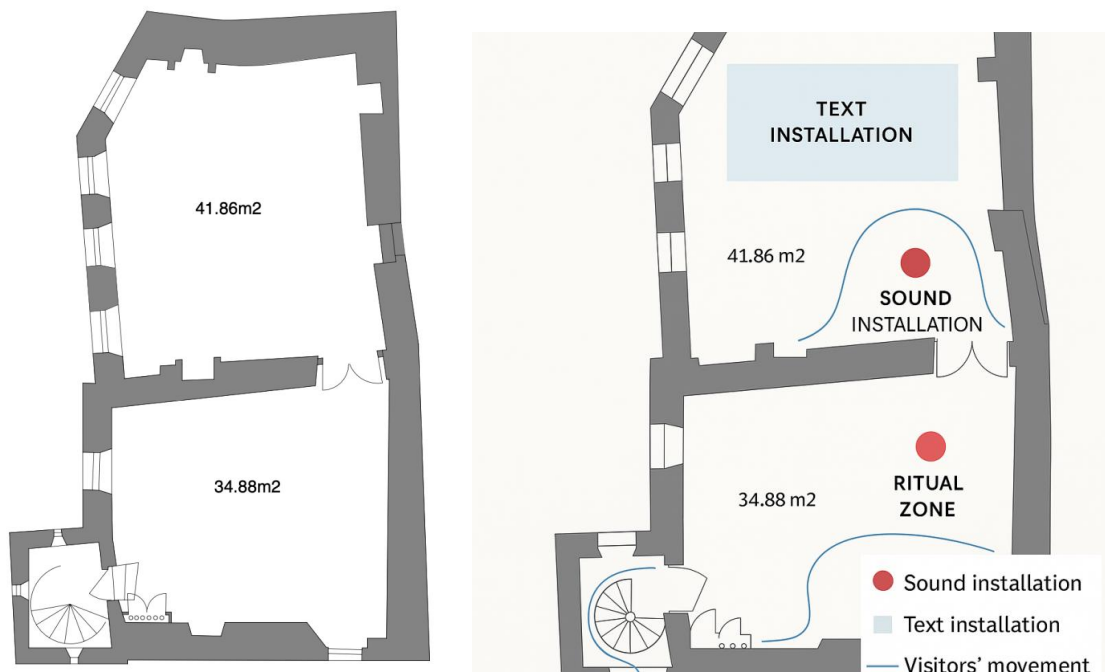 41.86m2
34.88m2
TEXT
INSTALLATION
41.86 m2
SOUND
INSTALLATION
RITUAL
ZONE
34.88 m2
Sound installation
Text installation
Visitors' movement